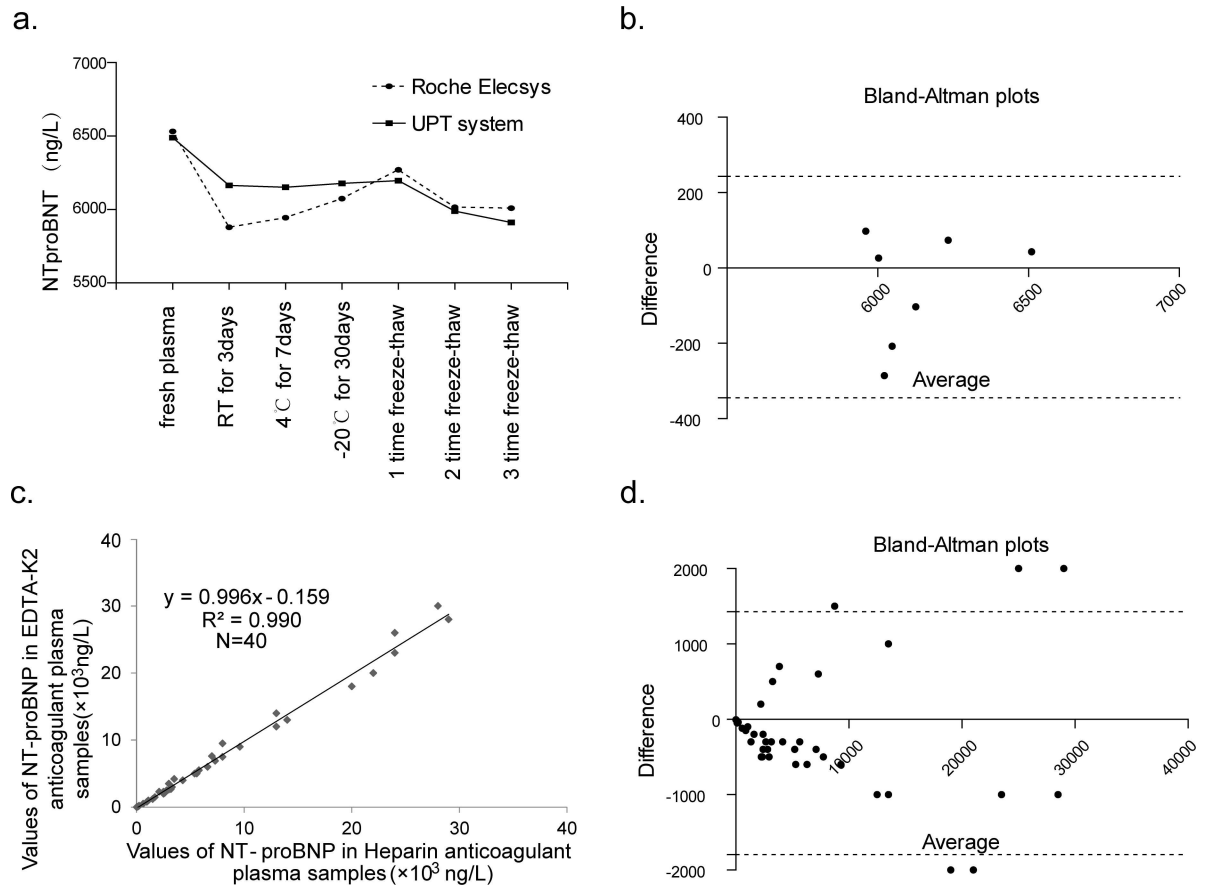 a.
7000
6500
6000
5500
NTproBNT (ng/L)
Roche Elecsys
UPT system
fresh plasma
RT for 3days
4℃ for 7days
-20℃ for 30days
1 time freeze-thaw
2 time freeze-thaw
3 time freeze-thaw
b.
Bland-Altman plots
400
200
0
-200
-400
Difference
6000
6500
7000
Average
c.
40
30
20
10
0
Values of NT-proBNP in EDTA-K2
anticoagulant plasma
samples(×10³ng/L)
y = 0.996x - 0.159
R² = 0.990
N=40
0
10
20
30
40
Values of NT- proBNP in Heparin anticoagulant
plasma samples (×10³ ng/L)
d.
Bland-Altman plots
2000
1000
0
-1000
-2000
Difference
10000
20000
30000
40000
Average